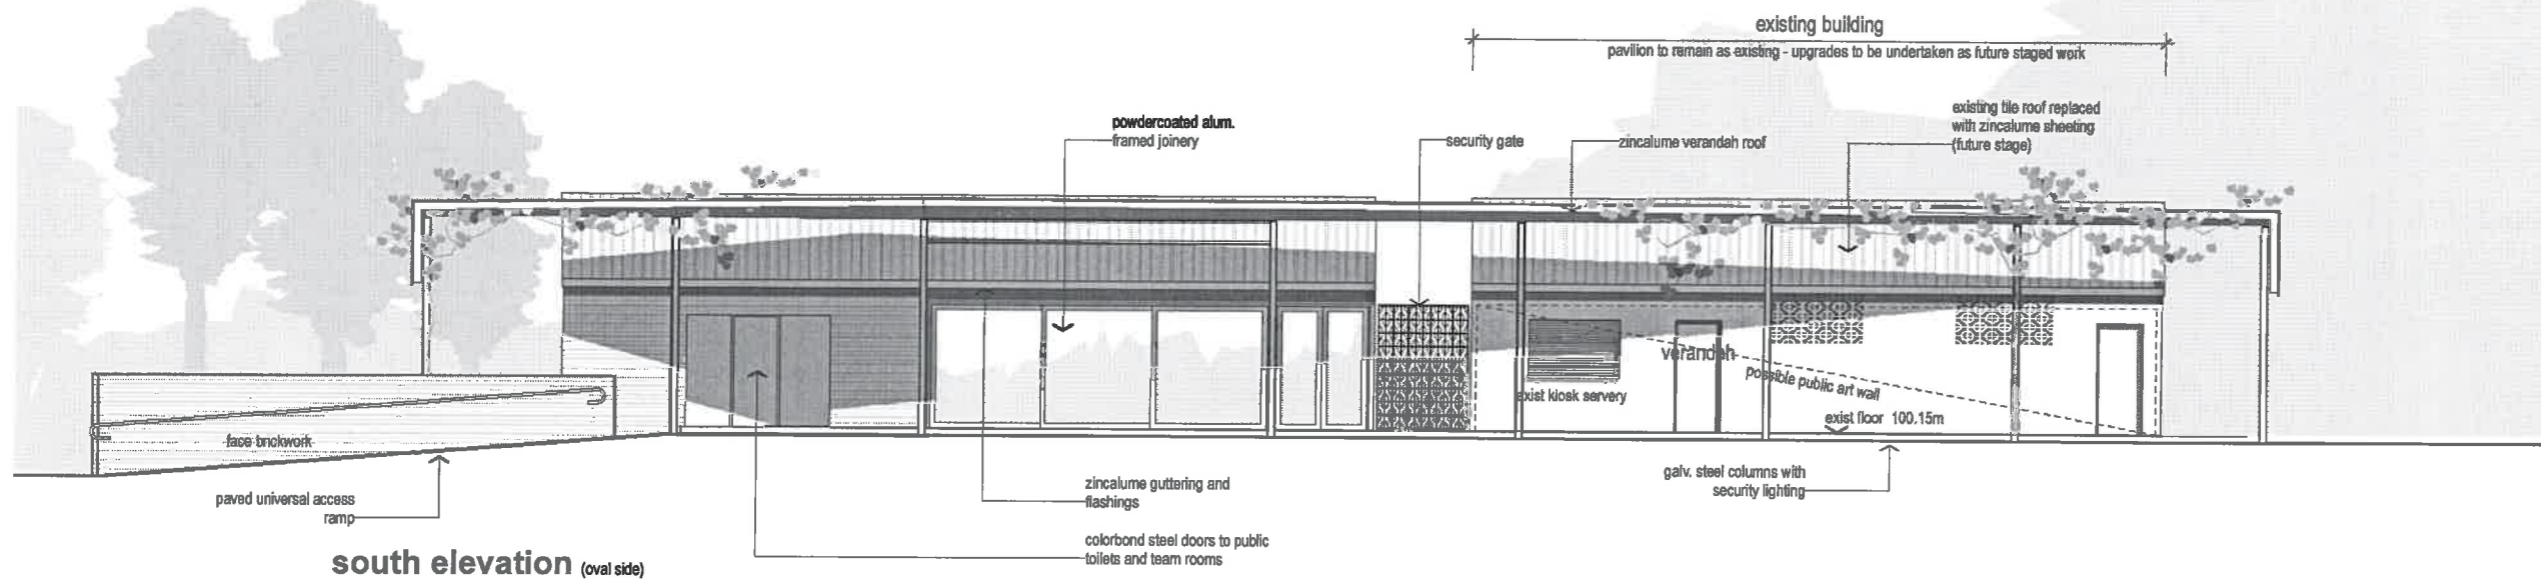 existing building
pavilion to remain as existing - upgrades to be undertaken as future staged work
powdercoated alum.
framed joinery
security gate
zincalume verandah roof
existing tile roof replaced
with zincalume sheeting
(future stage)
verandah
possible public art wall
exist kiosk servery
exist floor 100.15m
face brickwork
paved universal access
ramp
zincalume guttering and
flashings
galv. steel columns with
security lighting
colorbond steel doors to public
toilets and team rooms
south elevation (oval side)